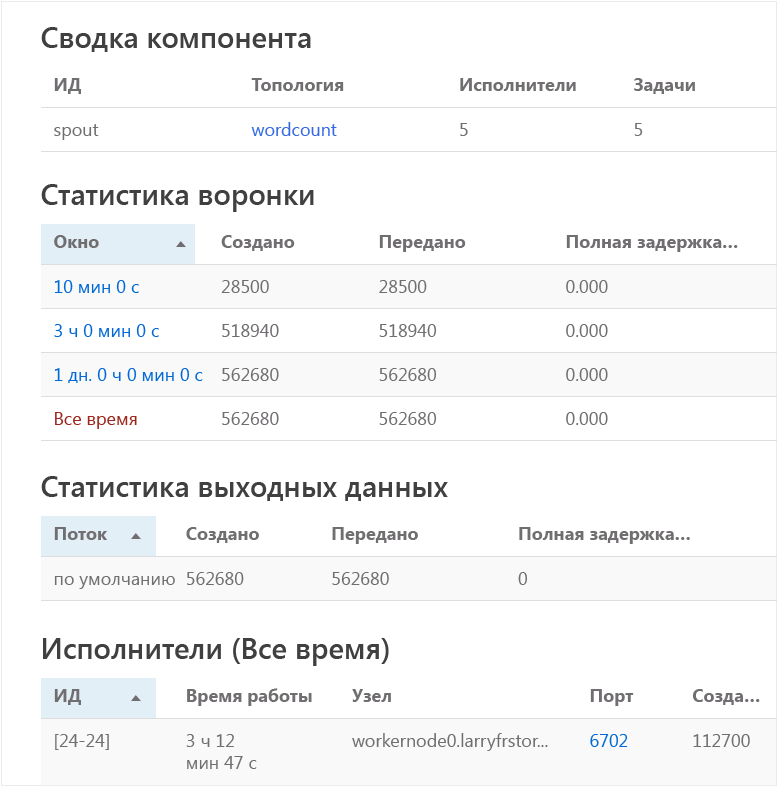 Сводка компонента
ИД Топология Исполнители Задачи
spout wordcount 5 5
Статистика воронки
Окно Создано Передано Полная задержка...
10 мин 0 с 28500 28500 0.000
3 ч 0 мин 0 с 518940 518940 0.000
1 дн. 0 ч 0 мин 0 с 562680 562680 0.000
Все время 562680 562680 0.000
Статистика выходных данных
Поток Создано Передано Полная задержка...
по умолчанию 562680 562680 0
Исполнители (Все время)
ИД Время работы Узел Порт Созда...
[24-24] 3 ч 12 workernode0.larryfrstor... 6702 112700
мин 47 с